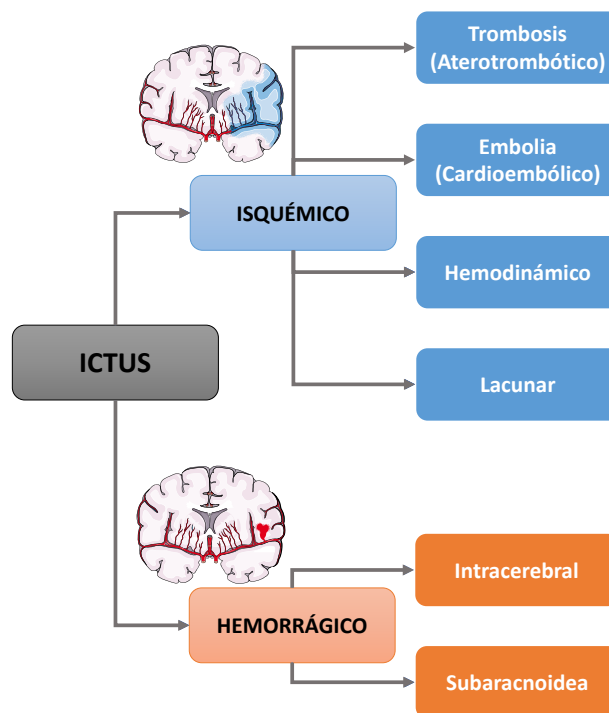 Trombosis
(Aterotrombótico)
Embolia
(Cardioembólico)
ISQUÉMICO
Hemodinámico
ICTUS
Lacunar
Intracerebral
HEMORRÁGICO
Subaracnoidea